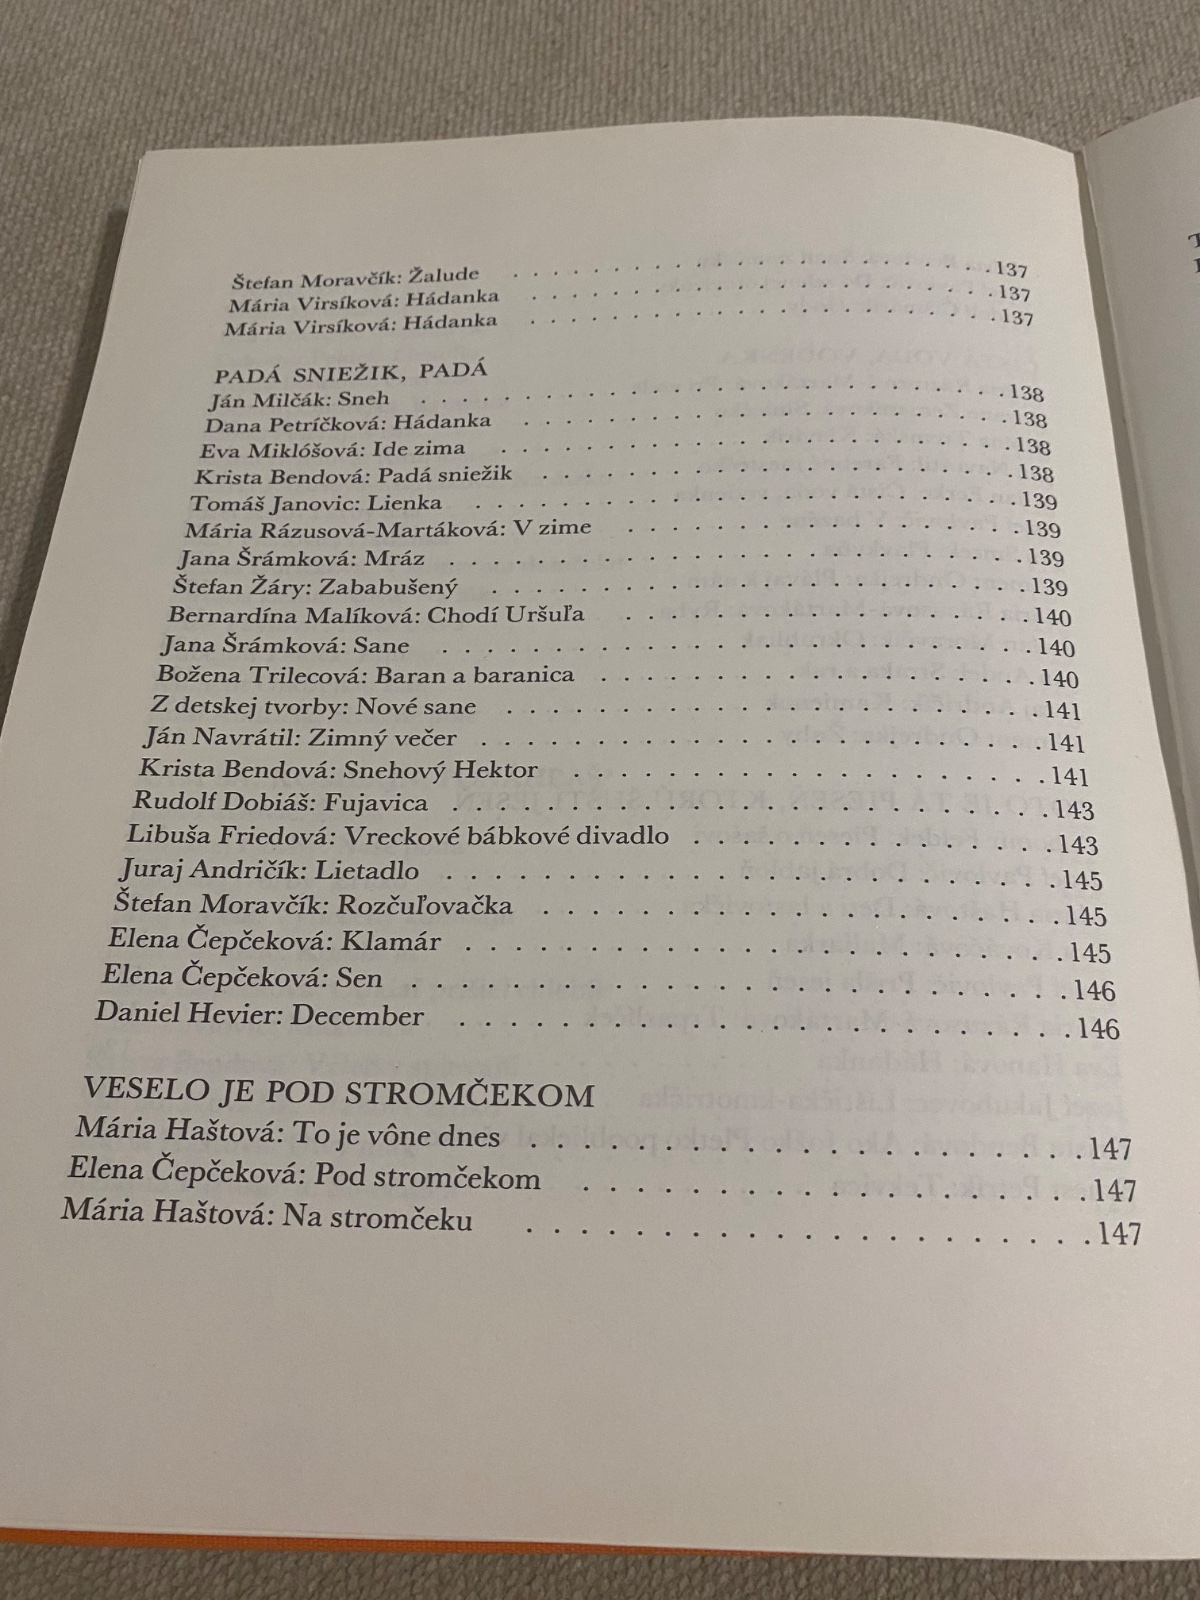 Štefan Moravčík: Žalude . . . . . . . . . . . . . . . . . . 137
Mária Virsíková: Hádanka . . . . . . . . . . . . . . . . . 137
Mária Virsíková: Hádanka . . . . . . . . . . . . . . . . . 137
PADÁ SNIEŽIK, PADÁ
Ján Milčák: Sneh . . . . . . . . . . . . . . . . . . . . . 138
Dana Petríčková: Hádanka . . . . . . . . . . . . . . . . . 138
Eva Miklóšová: Ide zima . . . . . . . . . . . . . . . . . . 138
Krista Bendová: Padá sniežik . . . . . . . . . . . . . . . . 138
Tomáš Janovic: Lienka . . . . . . . . . . . . . . . . . . . 139
Mária Rázusová-Martáková: V zime . . . . . . . . . . . . . 139
Jana Šrámková: Mráz . . . . . . . . . . . . . . . . . . . . 139
Štefan Žáry: Zababušený . . . . . . . . . . . . . . . . . . 139
Bernardína Malíková: Chodí Uršuľa . . . . . . . . . . . . . 140
Jana Šrámková: Sane . . . . . . . . . . . . . . . . . . . . 140
Božena Trilecová: Baran a baranica . . . . . . . . . . . . . 140
Z detskej tvorby: Nové sane . . . . . . . . . . . . . . . . 141
Ján Navrátil: Zimný večer . . . . . . . . . . . . . . . . . 141
Krista Bendová: Snehový Hektor . . . . . . . . . . . . . . 141
Rudolf Dobiáš: Fujavica . . . . . . . . . . . . . . . . . . 143
Libuša Friedová: Vreckové bábkové divadlo . . . . . . . . . 143
Juraj Andričík: Lietadlo . . . . . . . . . . . . . . . . . . 145
Štefan Moravčík: Rozčuľovačka . . . . . . . . . . . . . . . 145
Elena Čepčeková: Klamár . . . . . . . . . . . . . . . . . . 145
Elena Čepčeková: Sen . . . . . . . . . . . . . . . . . . . 146
Daniel Hevier: December . . . . . . . . . . . . . . . . . . 146
VESELO JE POD STROMČEKOM
Mária Haštová: To je vône dnes . . . . . . . . . . . . . . . 147
Elena Čepčeková: Pod stromčekom . . . . . . . . . . . . . 147
Mária Haštová: Na stromčeku . . . . . . . . . . . . . . . . 147